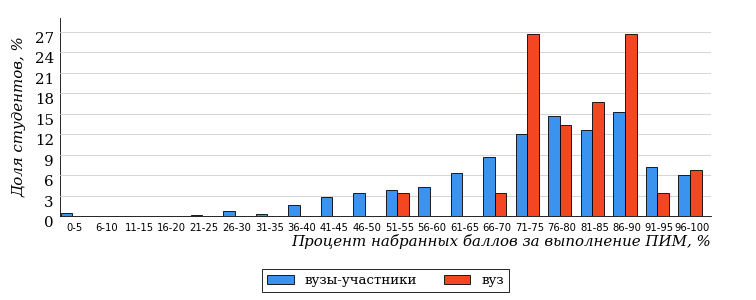 Доля студентов, %
27
24
21
18
15
12
9
6
3
0
0-5 6-10 11-15 16-20 21-25 26-30 31-35 36-40 41-45 46-50 51-55 56-60 61-65 66-70 71-75 76-80 81-85 86-90 91-95 96-100
Процент набранных баллов за выполнение ПИМ, %
вузы-участники вуз